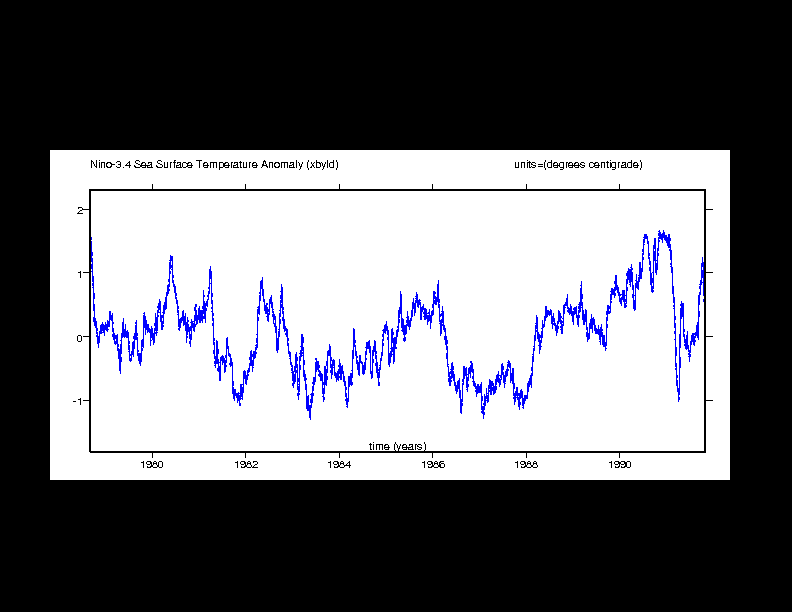 Nino-3.4 Sea Surface Temperature Anomaly (xbyld) units=(degrees centigrade)
2
1
0
-1
time (years)
1980 1982 1984 1986 1988 1990